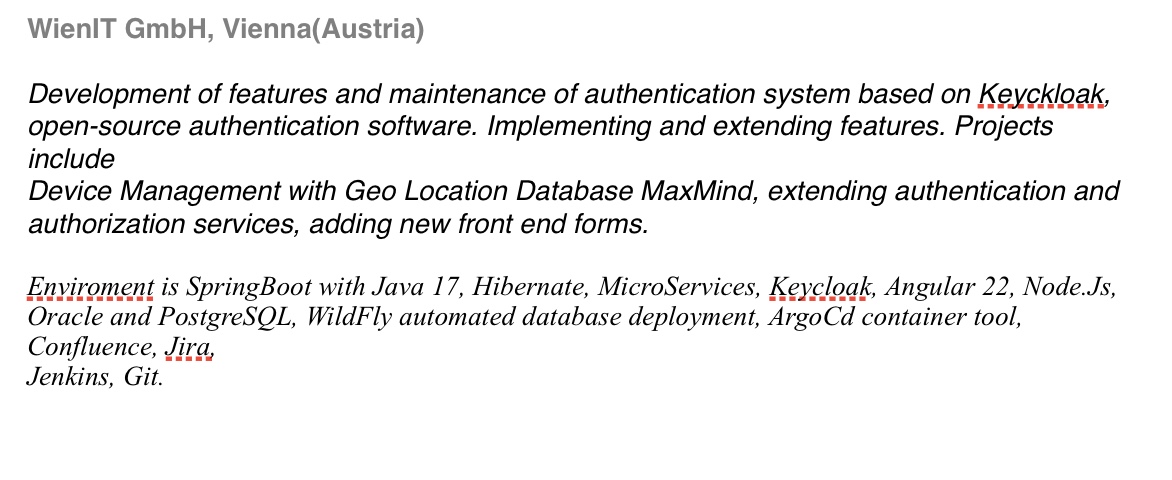 WienIT GmbH, Vienna(Austria)
Development of features and maintenance of authentication system based on Keyckloak,
open-source authentication software. Implementing and extending features. Projects
include
Device Management with Geo Location Database MaxMind, extending authentication and
authorization services, adding new front end forms.
Enviroment is SpringBoot with Java 17, Hibernate, MicroServices, Keycloak, Angular 22, Node.Js,
Oracle and PostgreSQL, WildFly automated database deployment, ArgoCd container tool,
Confluence, Jira,
Jenkins, Git.